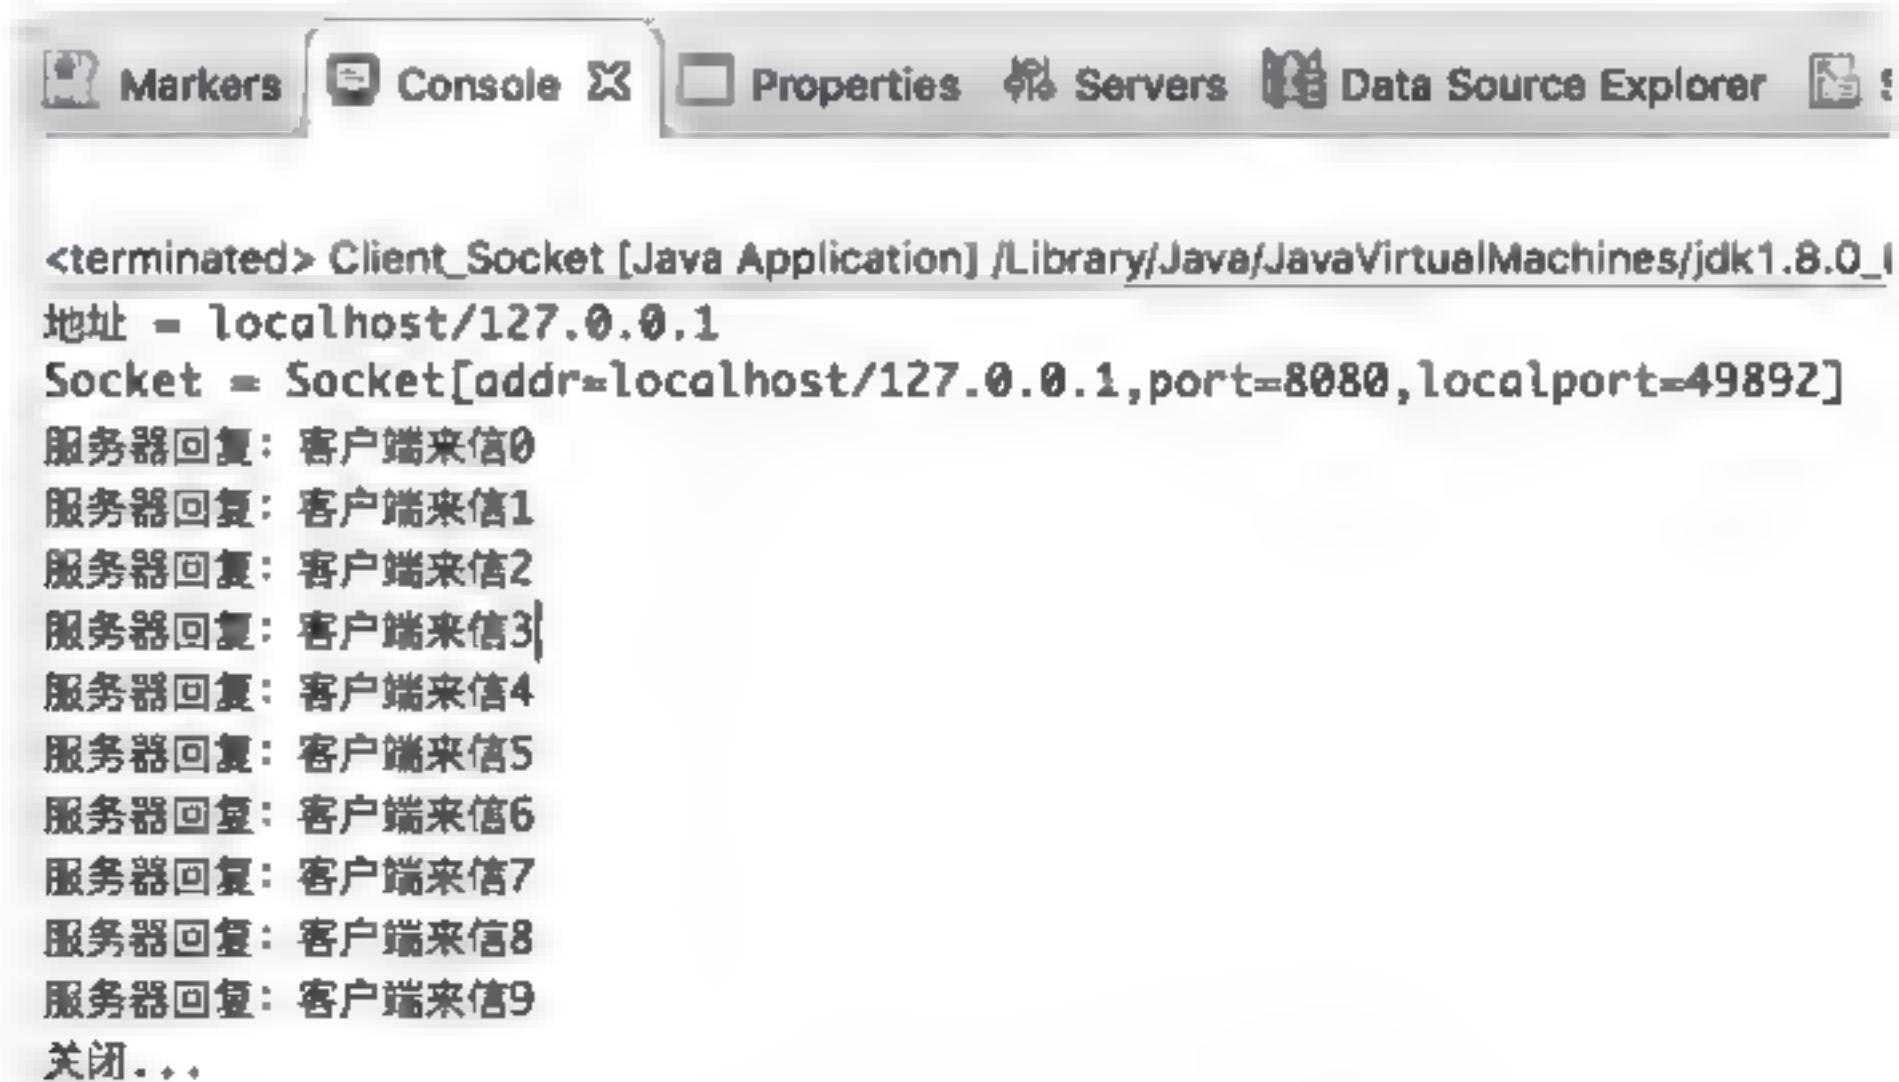 Markers Console Properties Servers Data Source Explorer
<terminated> Client_Socket [Java Application] /Library/Java/JavaVirtualMachines/jdk1.8.0_
地址 = localhost/127.0.0.1
Socket = Socket[addr=localhost/127.0.0.1,port=8080,localport=49892]
服务器回复: 客户端来信0
服务器回复: 客户端来信1
服务器回复: 客户端来信2
服务器回复: 客户端来信3
服务器回复: 客户端来信4
服务器回复: 客户端来信5
服务器回复: 客户端来信6
服务器回复: 客户端来信7
服务器回复: 客户端来信8
服务器回复: 客户端来信9
关闭...